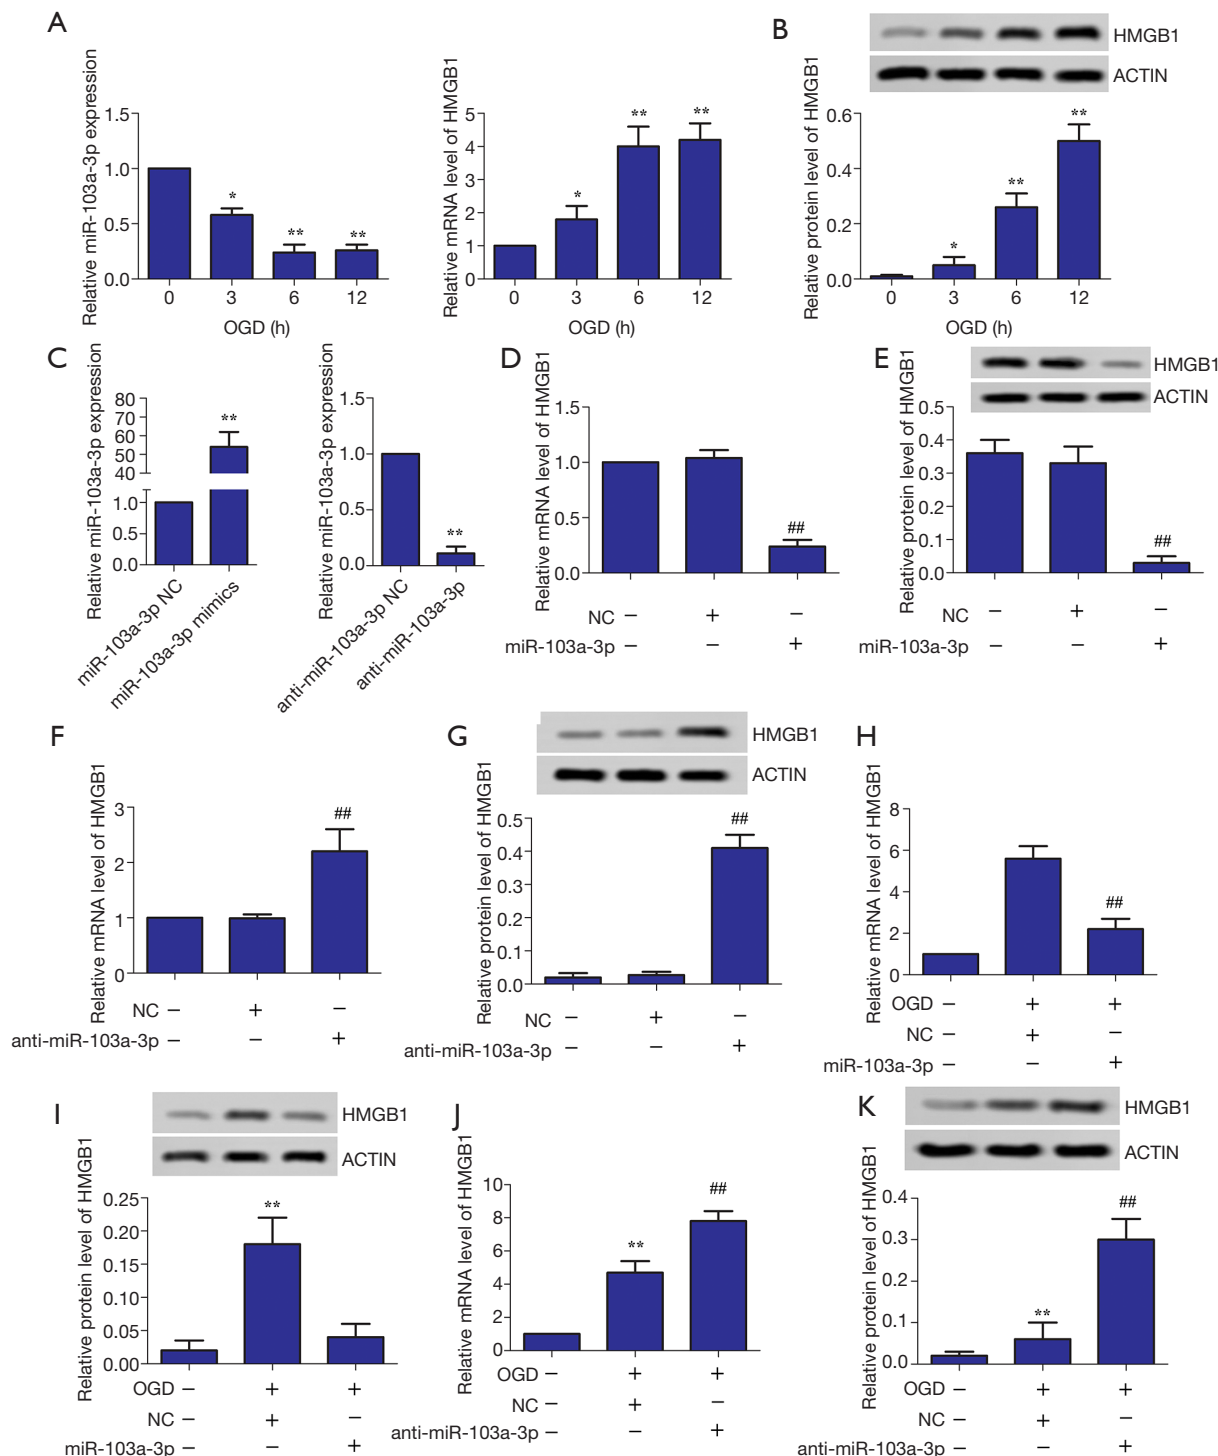 A
Relative miR-103a-3p expression
1.5
1.0
0.5
0.0
*
**
**
0 3 6 12
OGD (h)
Relative mRNA level of HMGB1
5
4
3
2
1
0
*
**
**
0 3 6 12
OGD (h)
B
HMGB1
ACTIN
Relative protein level of HMGB1
0.6
0.4
0.2
0.0
*
**
**
0 3 6 12
OGD (h)
C
Relative miR-103a-3p expression
80
70
60
50
40
1.0
0.5
0.0
**
miR-103a-3p NC
miR-103a-3p mimics
Relative miR-103a-3p expression
1.5
1.0
0.5
0.0
**
anti-miR-103a-3p NC
anti-miR-103a-3p
D
Relative mRNA level of HMGB1
1.5
1.0
0.5
0.0
##
NC – + –
miR-103a-3p – – +
E
HMGB1
ACTIN
Relative protein level of HMGB1
0.5
0.4
0.3
0.2
0.1
0.0
##
NC – + –
miR-103a-3p – – +
F
Relative mRNA level of HMGB1
3
2
1
0
##
NC – + –
anti-miR-103a-3p – – +
G
HMGB1
ACTIN
Relative protein level of HMGB1
0.5
0.4
0.3
0.2
0.1
0.0
##
NC – + –
anti-miR-103a-3p – – +
H
Relative mRNA level of HMGB1
8
6
4
2
0
##
OGD – + +
NC – + –
miR-103a-3p – – +
I
HMGB1
ACTIN
Relative protein level of HMGB1
0.25
0.20
0.15
0.10
0.05
0.00
**
OGD – + +
NC – + –
miR-103a-3p – – +
J
Relative mRNA level of HMGB1
10
8
6
4
2
0
**
##
OGD – + +
NC – + –
anti-miR-103a-3p – – +
K
HMGB1
ACTIN
Relative protein level of HMGB1
0.4
0.3
0.2
0.1
0.0
**
##
OGD – + +
NC – + –
anti-miR-103a-3p – – +